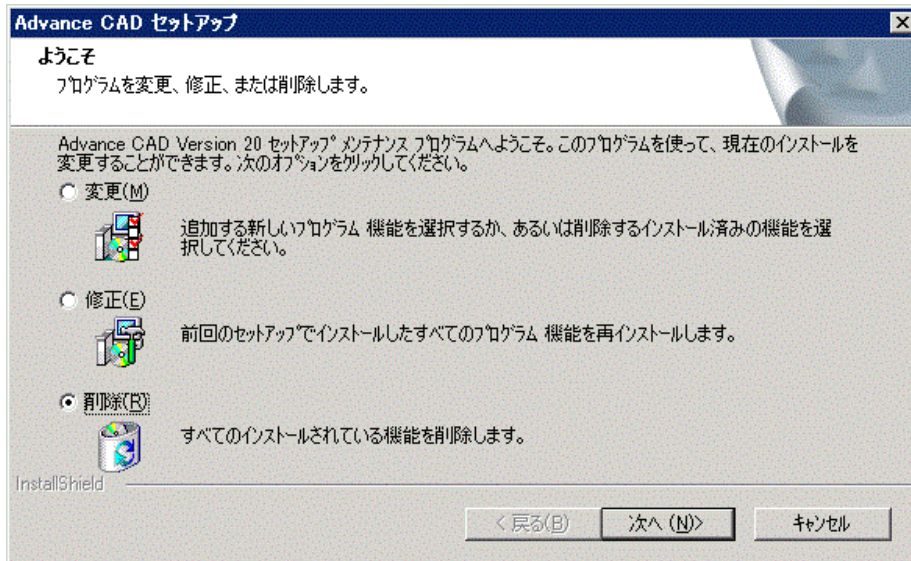 Advance CAD セットアップ
ようこそ
プログラムを変更、修正、または削除します。
Advance CAD Version 20 セットアップ メンテナンス プログラムへようこそ。このプログラムを使って、現在のインストールを
変更することができます。次のオプションをクリックしてください。
変更(M)
追加する新しいプログラム 機能を選択するか、あるいは削除するインストール済みの機能を選
択してください。
修正(E)
前回のセットアップでインストールしたすべてのプログラム 機能を再インストールします。
削除(R)
すべてのインストールされている機能を削除します。
InstallShield
< 戻る(B)
次へ (N)>
キャンセル